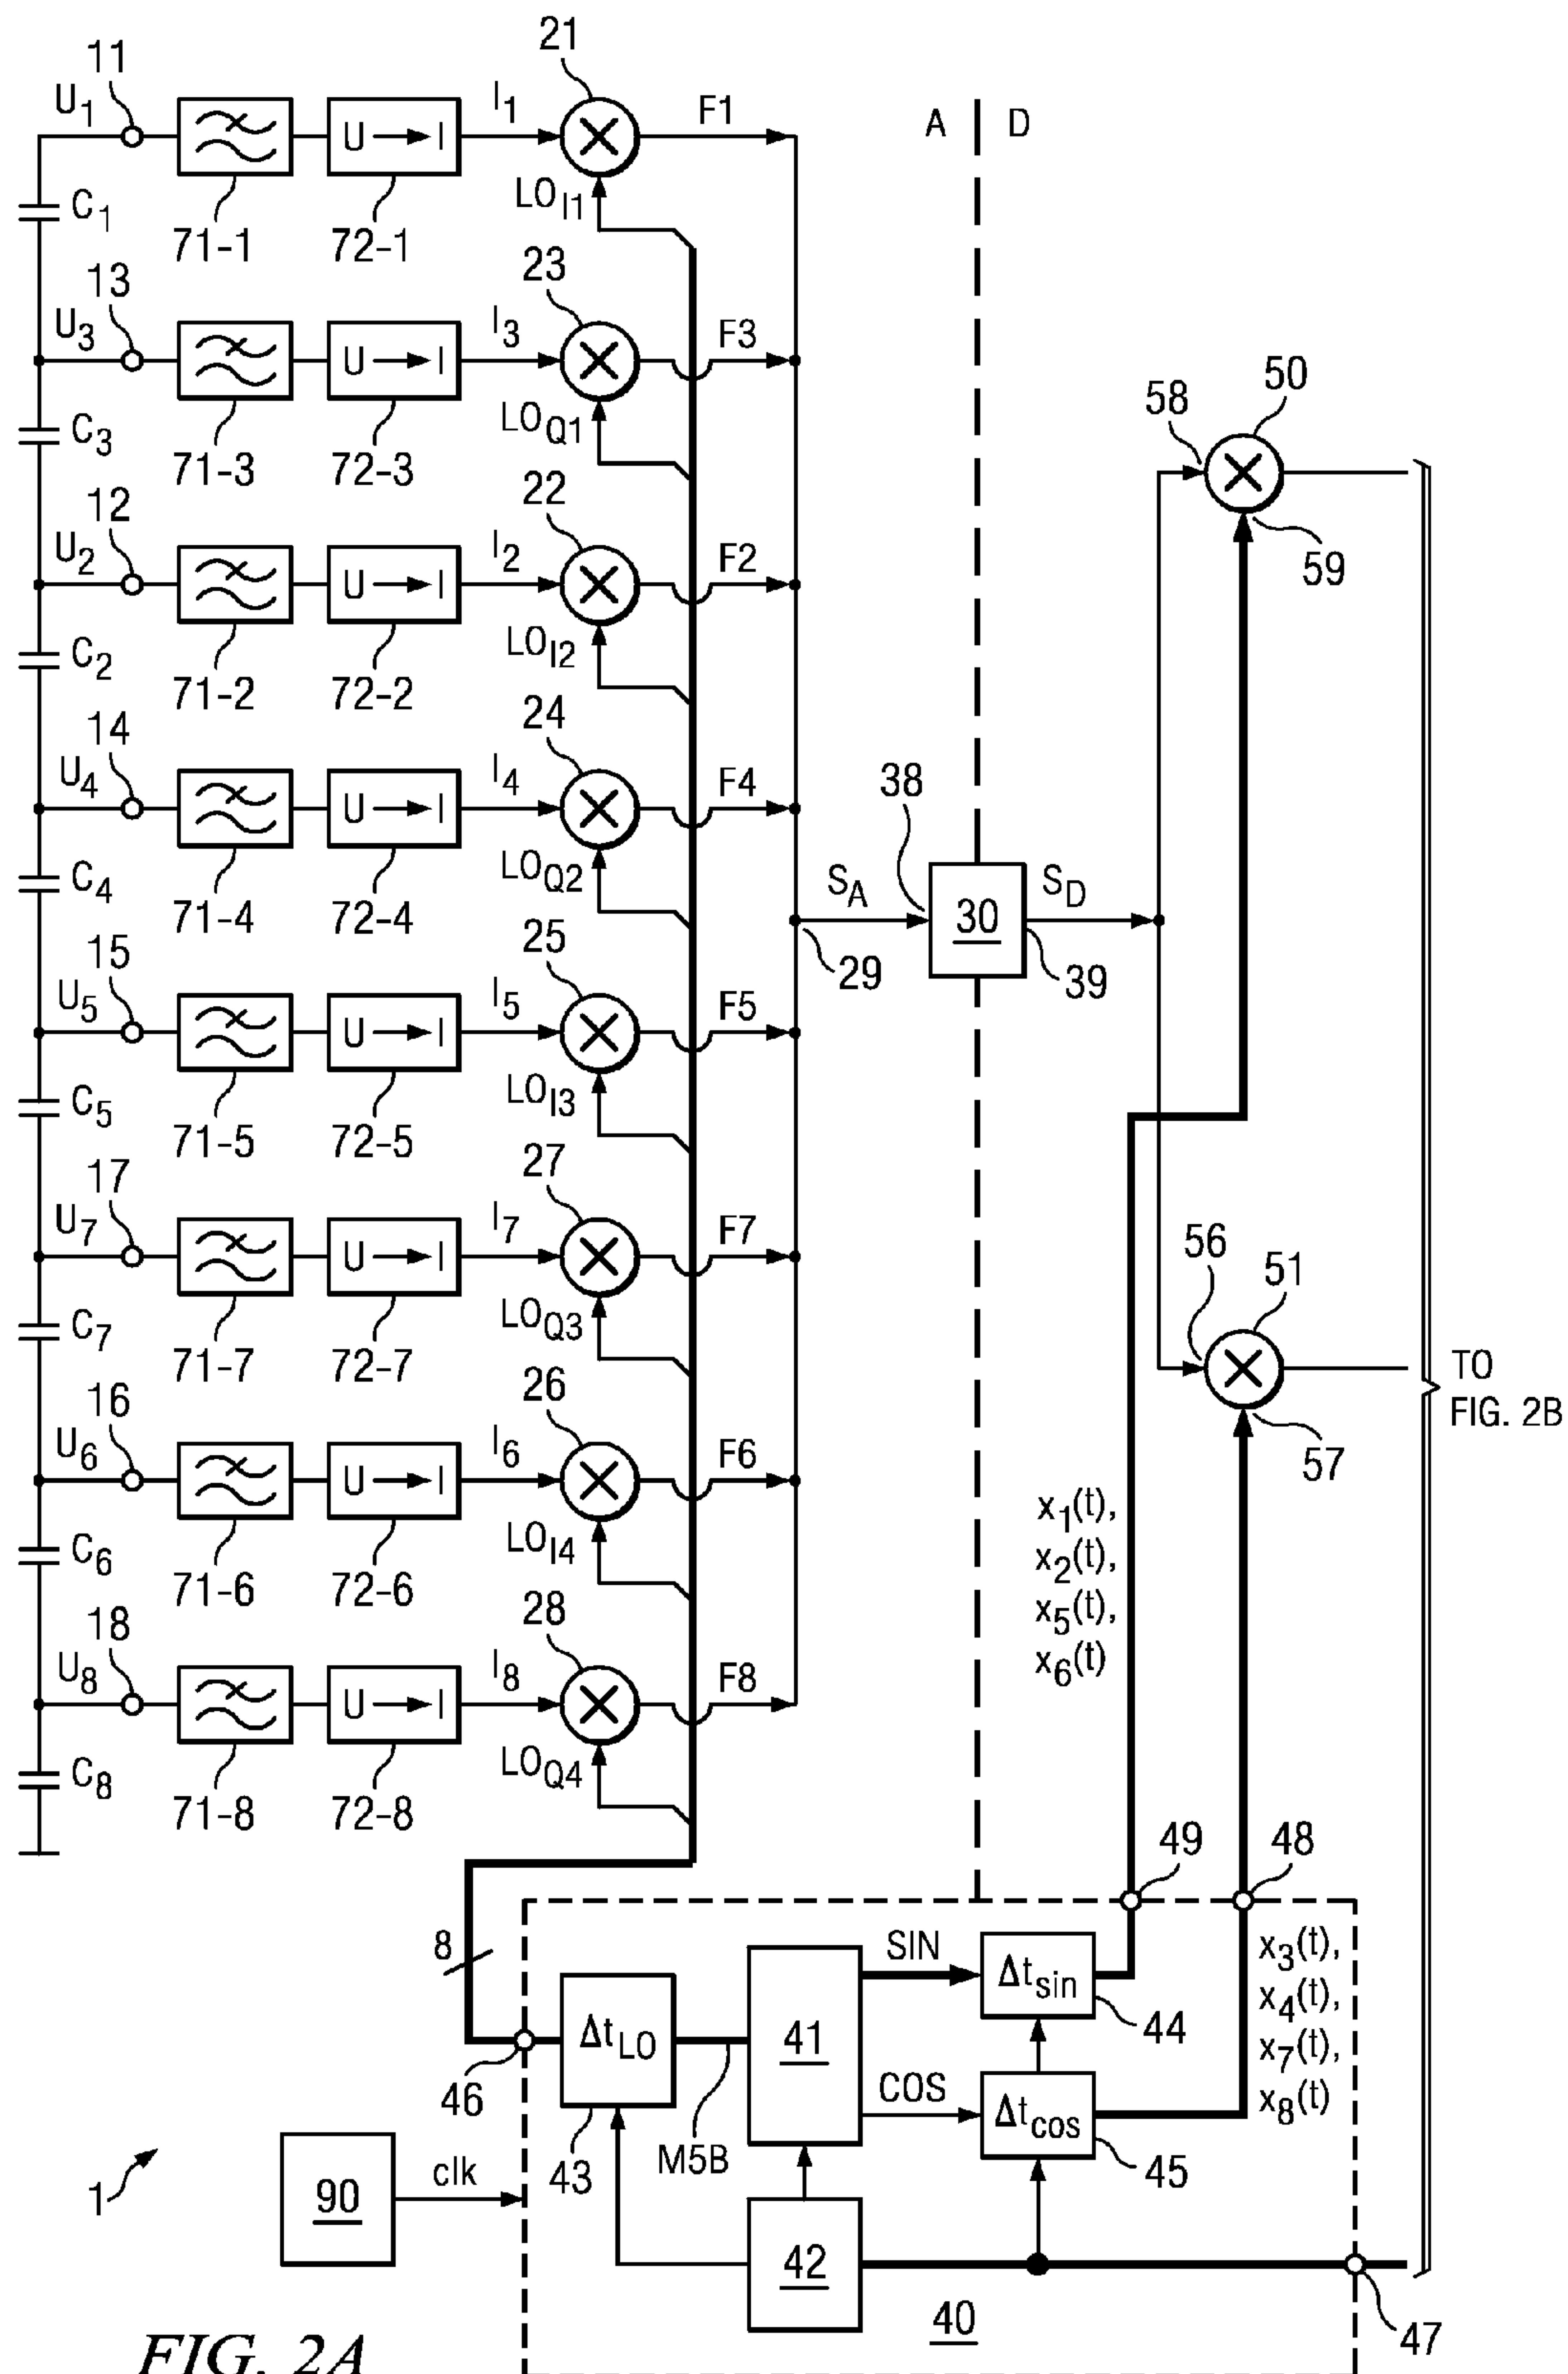 21
11
U1
I1
F1
A
D
U I
C1
LOI1
71-1
72-1
23
13
U3
I3
F3
U I
50
58
C3
LOQ1
71-3
72-3
22
12
U2
I2
F2
U I
59
C2
LOI2
71-2
72-2
24
14
U4
I4
F4
U I
38
C4
LOQ2
SA
30
SD
71-4
72-4
25
15
29
39
U5
I5
F5
U I
C5
LOI3
71-5
72-5
27
17
U7
I7
F7
U I
56
51
C7
LOQ3
71-7
72-7
TO
FIG. 2B
26
16
U6
I6
F6
U I
57
x1(t),
x2(t),
x5(t),
x6(t)
C6
LOI4
71-6
72-6
28
18
U8
I8
F8
U I
C8
LOQ4
71-8
72-8
49
48
8
SIN
Δtsin
x3(t),
x4(t),
x7(t),
x8(t)
ΔtLO
41
44
46
COS
Δtcos
43
M5B
45
1
90
clk
42
40
47
FIG. 2A